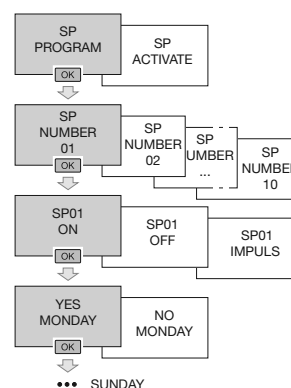 SP
PROGRAM
OK
SP
ACTIVATE
SP
NUMBER
01
OK
SP
NUMBER
02
SP
UMBER
...
SP
NUMBER
10
SP01
ON
OK
SP01
OFF
SP01
IMPULS
YES
MONDAY
OK
NO
MONDAY
••• SUNDAY